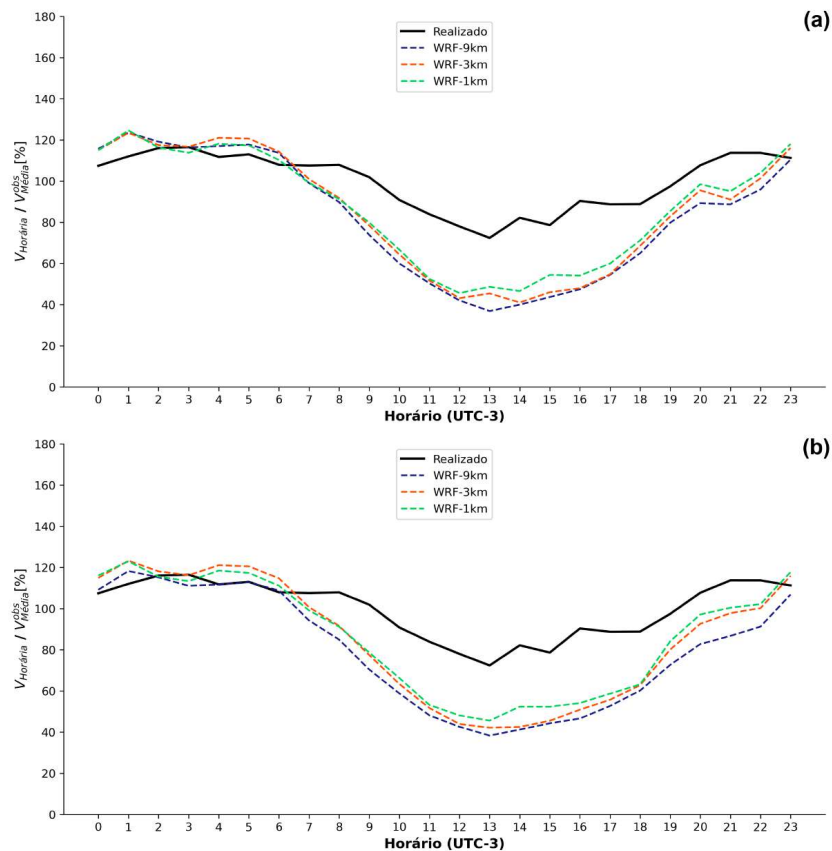 (a)
Realizado
WRF-9km
WRF-3km
WRF-1km
V_Horária / V_Média^obs [%]
180
160
140
120
100
80
60
40
20
0
0 1 2 3 4 5 6 7 8 9 10 11 12 13 14 15 16 17 18 19 20 21 22 23
Horário (UTC-3)
(b)
Realizado
WRF-9km
WRF-3km
WRF-1km
V_Horária / V_Média^obs [%]
180
160
140
120
100
80
60
40
20
0
0 1 2 3 4 5 6 7 8 9 10 11 12 13 14 15 16 17 18 19 20 21 22 23
Horário (UTC-3)